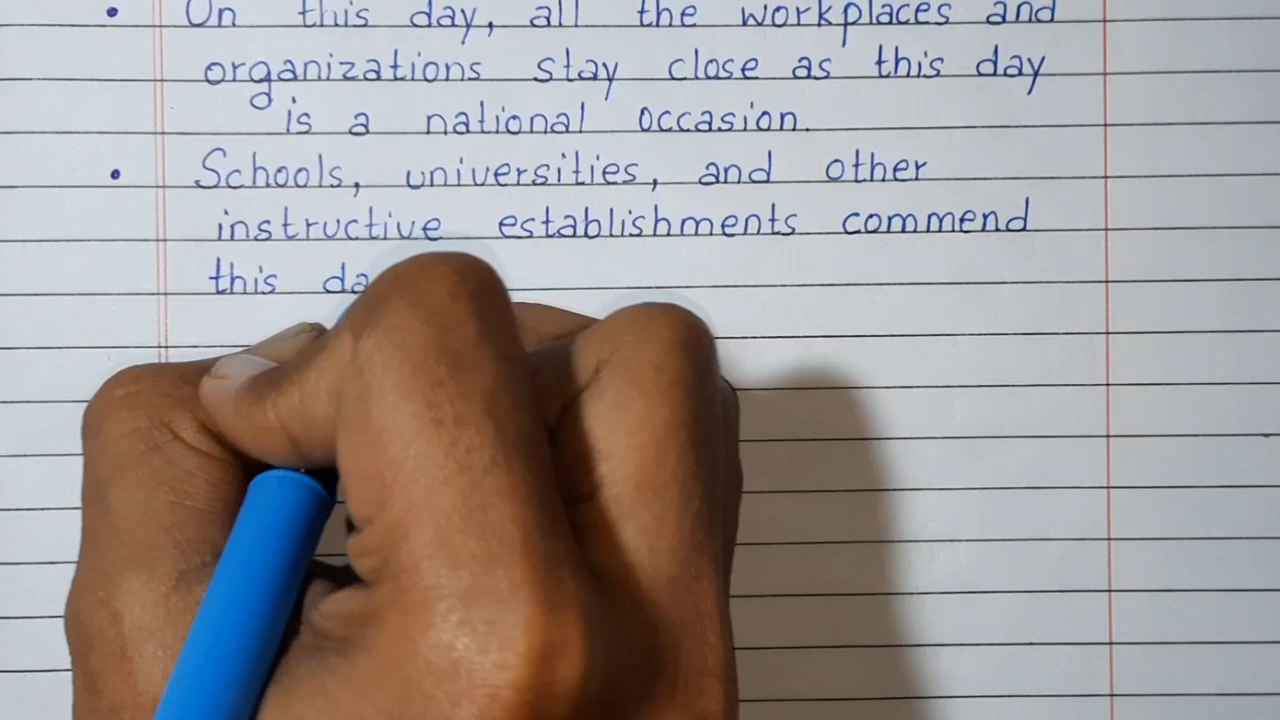 • On this day, all the workplaces and
organizations stay close as this day
is a national occasion.
• Schools, universities, and other
instructive establishments commend
this da